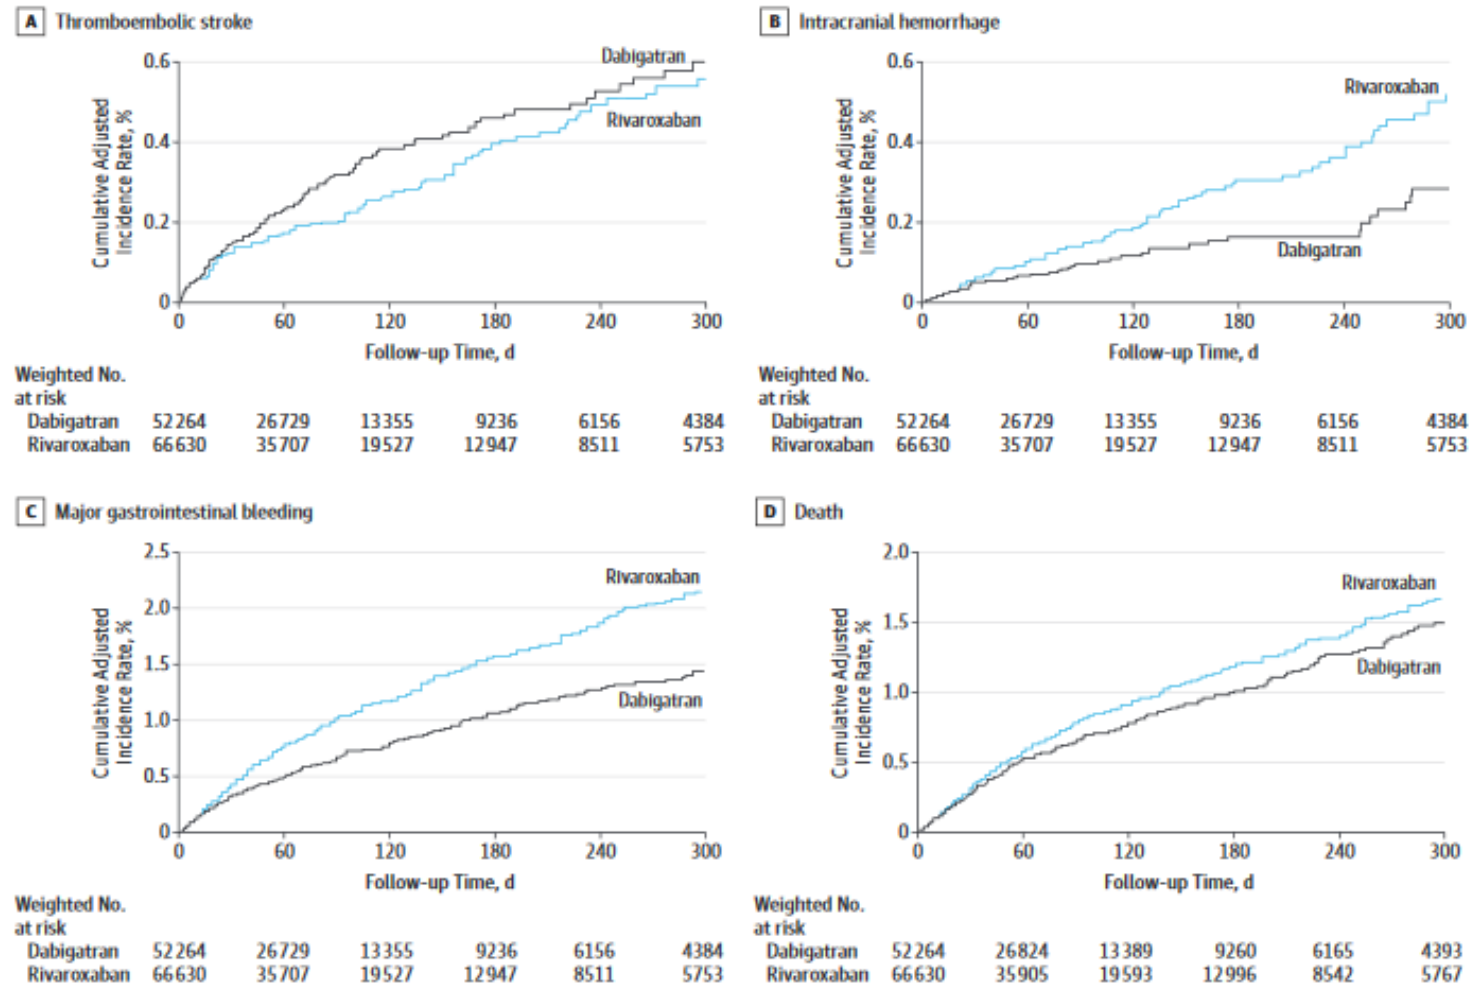 A Thromboembolic stroke
Cumulative Adjusted
Incidence Rate, %
0.6
0.4
0.2
0
Dabigatran
Rivaroxaban
0 60 120 180 240 300
Follow-up Time, d
Weighted No.
at risk
Dabigatran 52264 26729 13355 9236 6156 4384
Rivaroxaban 66630 35707 19527 12947 8511 5753
B Intracranial hemorrhage
Cumulative Adjusted
Incidence Rate, %
0.6
0.4
0.2
0
Rivaroxaban
Dabigatran
0 60 120 180 240 300
Follow-up Time, d
Weighted No.
at risk
Dabigatran 52264 26729 13355 9236 6156 4384
Rivaroxaban 66630 35707 19527 12947 8511 5753
C Major gastrointestinal bleeding
Cumulative Adjusted
Incidence Rate, %
2.5
2.0
1.5
1.0
0.5
0
Rivaroxaban
Dabigatran
0 60 120 180 240 300
Follow-up Time, d
Weighted No.
at risk
Dabigatran 52264 26729 13355 9236 6156 4384
Rivaroxaban 66630 35707 19527 12947 8511 5753
D Death
Cumulative Adjusted
Incidence Rate, %
2.0
1.5
1.0
0.5
0
Rivaroxaban
Dabigatran
0 60 120 180 240 300
Follow-up Time, d
Weighted No.
at risk
Dabigatran 52264 26824 13389 9260 6165 4393
Rivaroxaban 66630 35905 19593 12996 8542 5767